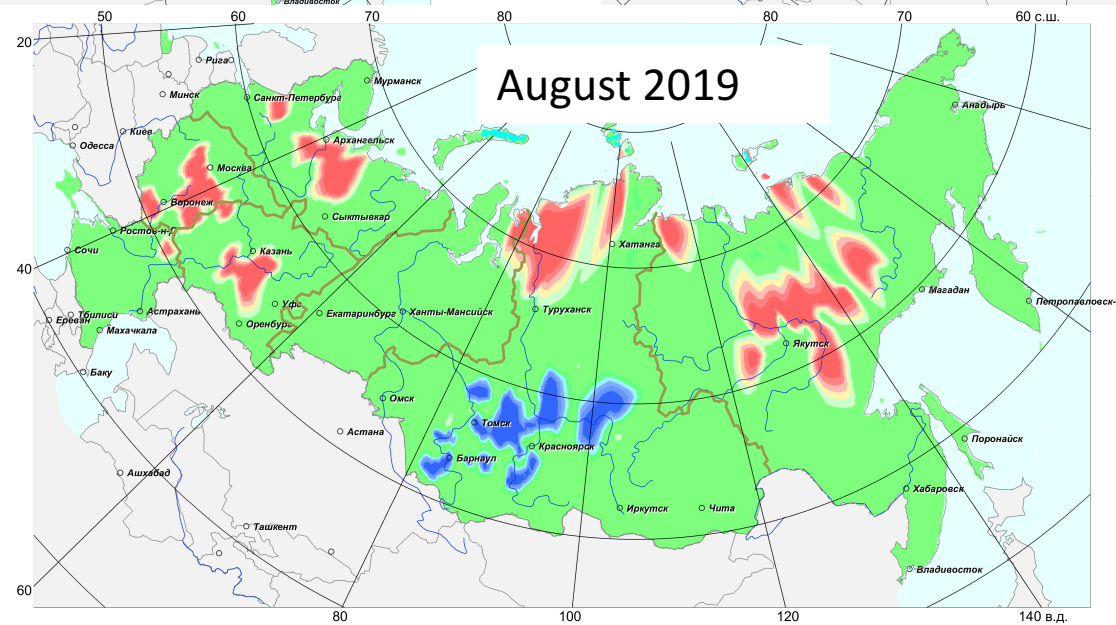 Владивосток
50 60 70 80 80 70 60 с.ш.
20
August 2019
Рига
Мурманск
Минск
Санкт-Петербург
Анадырь
Киев
Одесса
Архангельск
Москва
Воронеж
Сыктывкар
Ростов-н-Д
Сочи
Казань
Хатанга
40
Магадан
Петропавловск-
Уфа
Туруханск
Тбилиси
Астрахань
Екатеринбург
Ханты-Мансийск
Ереван
Махачкала
Оренбург
Якутск
Баку
Омск
Томск
Астана
Красноярск
Поронайск
Барнаул
Ашхабад
Хабаровск
Иркутск
Чита
Ташкент
Владивосток
60
80 100 120 140 в.д.